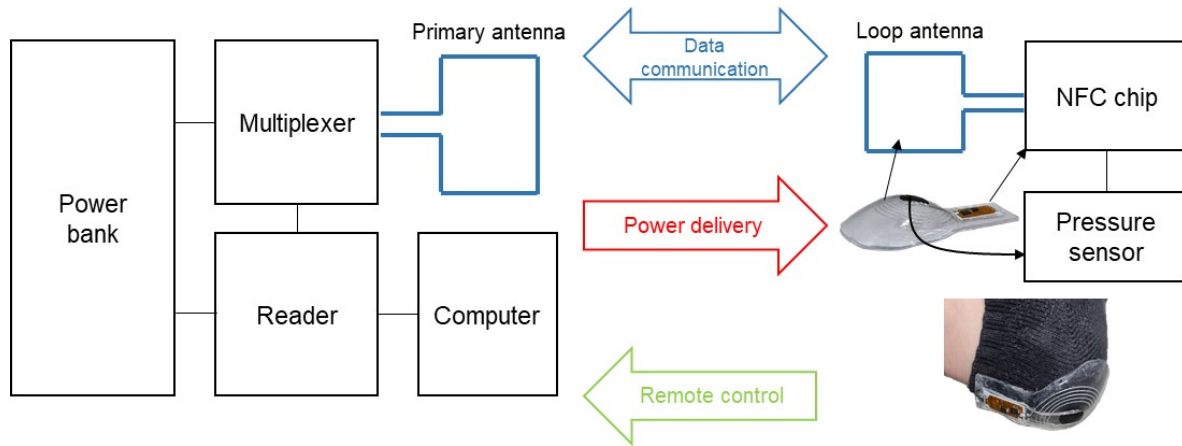 Primary antenna
Loop antenna
Data
communication
Multiplexer
NFC chip
Power
bank
Power delivery
Pressure
sensor
Reader
Computer
Remote control